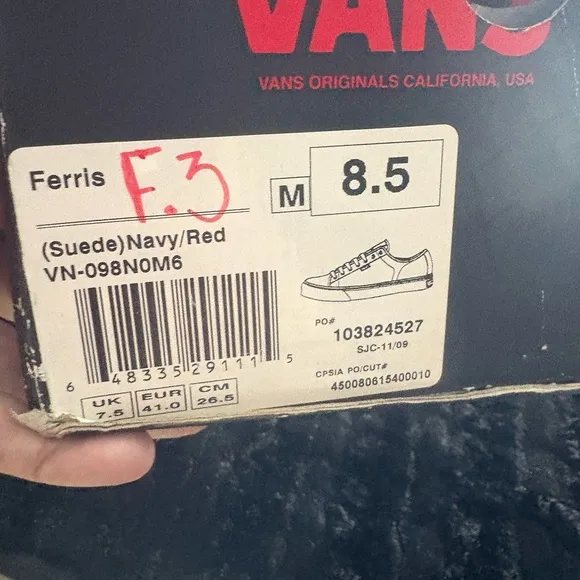 VANS
VANS ORIGINALS CALIFORNIA, USA
Ferris F.3 M 8.5
(Suede)Navy/Red
VN-098N0M6
PO# 103824527
SJC-11/09
CPSIA PO/CUT#
450080615400010
6 48335 29111 5
UK 7.5 EUR 41.0 CM 26.5